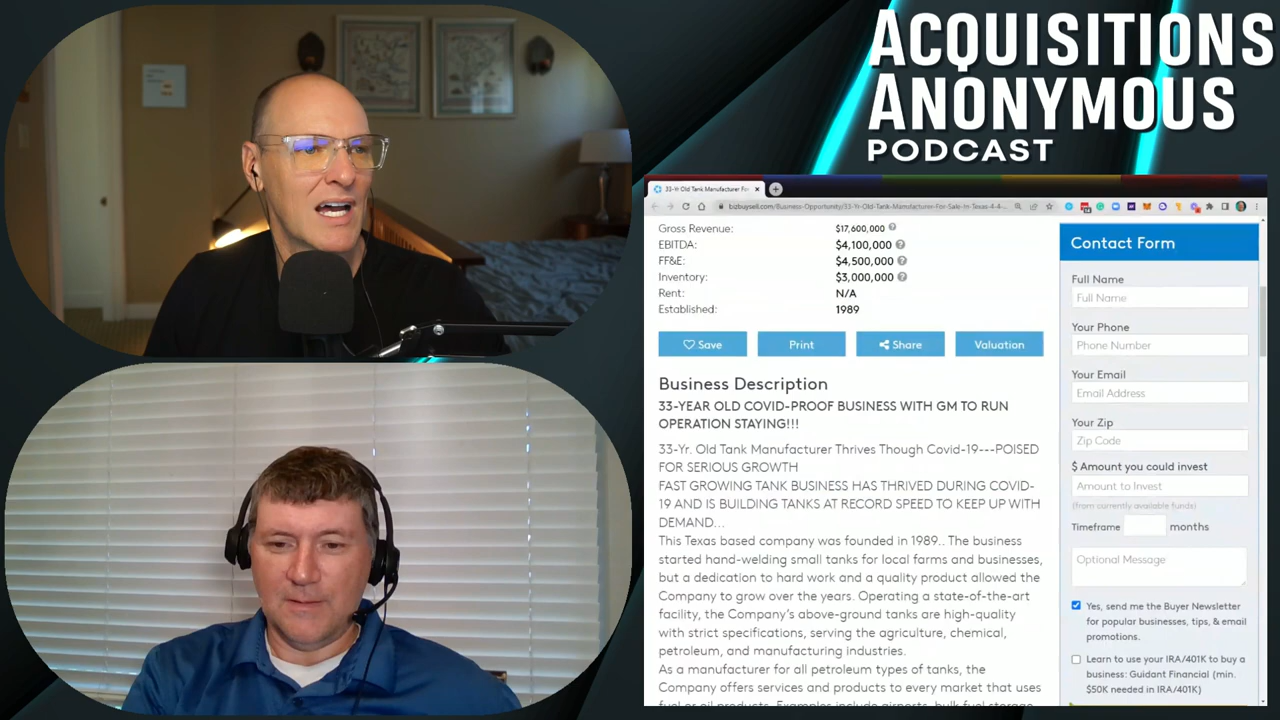 ACQUISITIONS
ANONYMOUS
PODCAST
33-Yr Old Tank Manufacturer For
bizbuysell.com/Business-Opportunity/33-Yr-Old-Tank-Manufacturer-For-Sale-In-Texas-4-4-..
Gross Revenue: $17,600,000
EBITDA: $4,100,000
FF&E: $4,500,000
Inventory: $3,000,000
Rent: N/A
Established: 1989
Save Print Share Valuation
Business Description
33-YEAR OLD COVID-PROOF BUSINESS WITH GM TO RUN
OPERATION STAYING!!!
33-Yr. Old Tank Manufacturer Thrives Though Covid-19---POISED
FOR SERIOUS GROWTH
FAST GROWING TANK BUSINESS HAS THRIVED DURING COVID-
19 AND IS BUILDING TANKS AT RECORD SPEED TO KEEP UP WITH
DEMAND...
This Texas based company was founded in 1989.. The business
started hand-welding small tanks for local farms and businesses,
but a dedication to hard work and a quality product allowed the
Company to grow over the years. Operating a state-of-the-art
facility, the Company's above-ground tanks are high-quality
with strict specifications, serving the agriculture, chemical,
petroleum, and manufacturing industries.
As a manufacturer for all petroleum types of tanks, the
Company offers services and products to every market that uses
fuel or oil products. Examples include airports, bulk fuel storage
Contact Form
Full Name
Full Name
Your Phone
Phone Number
Your Email
Email Address
Your Zip
Zip Code
$ Amount you could invest
Amount to Invest
(from currently available funds)
Timeframe months
Optional Message
Yes, send me the Buyer Newsletter
for popular businesses, tips, & email
promotions.
Learn to use your IRA/401K to buy a
business: Guidant Financial (min.
$50K needed in IRA/401K)